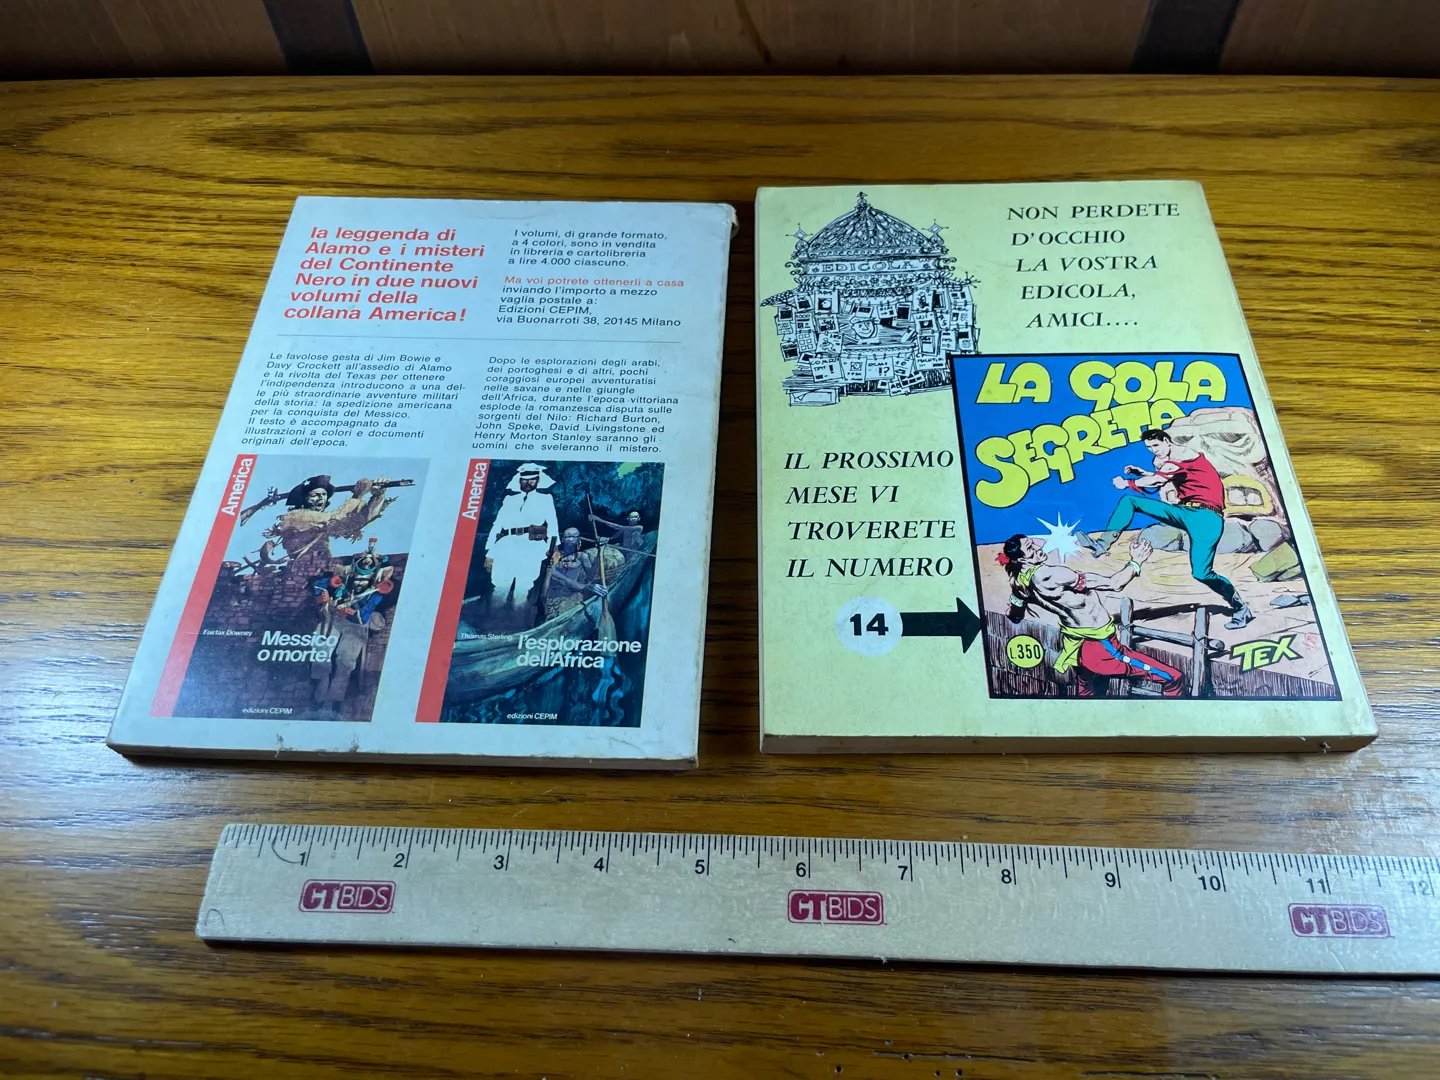 la leggenda di
Alamo e i misteri
del Continente
Nero in due nuovi
volumi della
collana America!
I volumi, di grande formato,
a 4 colori, sono in vendita
in libreria e cartolibreria
a lire 4.000 ciascuno.
Ma voi potrete ottenerli a casa
inviando l'importo a mezzo
vaglia postale a:
Edizioni CEPIM,
via Buonarroti 38, 20145 Milano
Le favolose gesta di Jim Bowie e
Davy Crockett all'assedio di Alamo
e la rivolta del Texas per ottenere
l'indipendenza introducono a una del-
le più straordinarie avventure militari
della storia: la spedizione americana
per la conquista del Messico.
Il testo è accompagnato da
illustrazioni a colori e documenti
originali dell'epoca.
Dopo le esplorazioni degli arabi,
dei portoghesi e di altri, pochi
coraggiosi europei avventuratisi
nelle savane e nelle giungle
dell'Africa, durante l'epoca vittoriana
esplode la romanzesca disputa sulle
sorgenti del Nilo: Richard Burton,
John Speke, David Livingstone ed
Henry Morton Stanley saranno gli
uomini che sveleranno il mistero.
America
Fairfax Downey
Messico
o morte!
edizioni CEPIM
America
Thomas Sterling
l'esplorazione
dell'Africa
edizioni CEPIM
EDICOLA
NON PERDETE
D'OCCHIO
LA VOSTRA
EDICOLA,
AMICI....
IL PROSSIMO
MESE VI
TROVERETE
IL NUMERO
14
LA GOLA
SEGRETA
L.350
TEX
1 2 3 4 5 6 7 8 9 10 11 12
CTBIDS
CTBIDS
CTBIDS